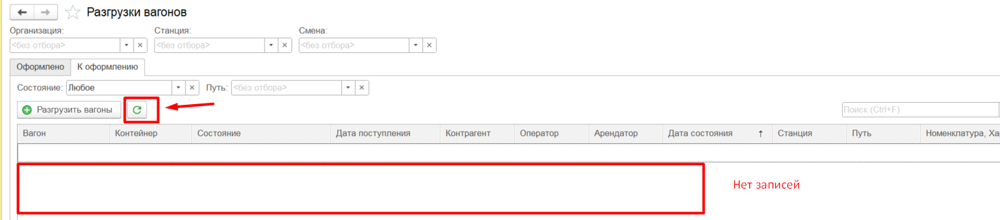 Разгрузки вагонов
Организация: Станция: Смена:
<без отбора> <без отбора> <без отбора>
Оформлено К оформлению
Состояние: Любое Путь: <без отбора>
Разгрузить вагоны Поиск (Ctrl+F)
Вагон Контейнер Состояние Дата поступления Контрагент Оператор Арендатор Дата состояния ↑ Станция Путь Номенклатура, Ха
Нет записей